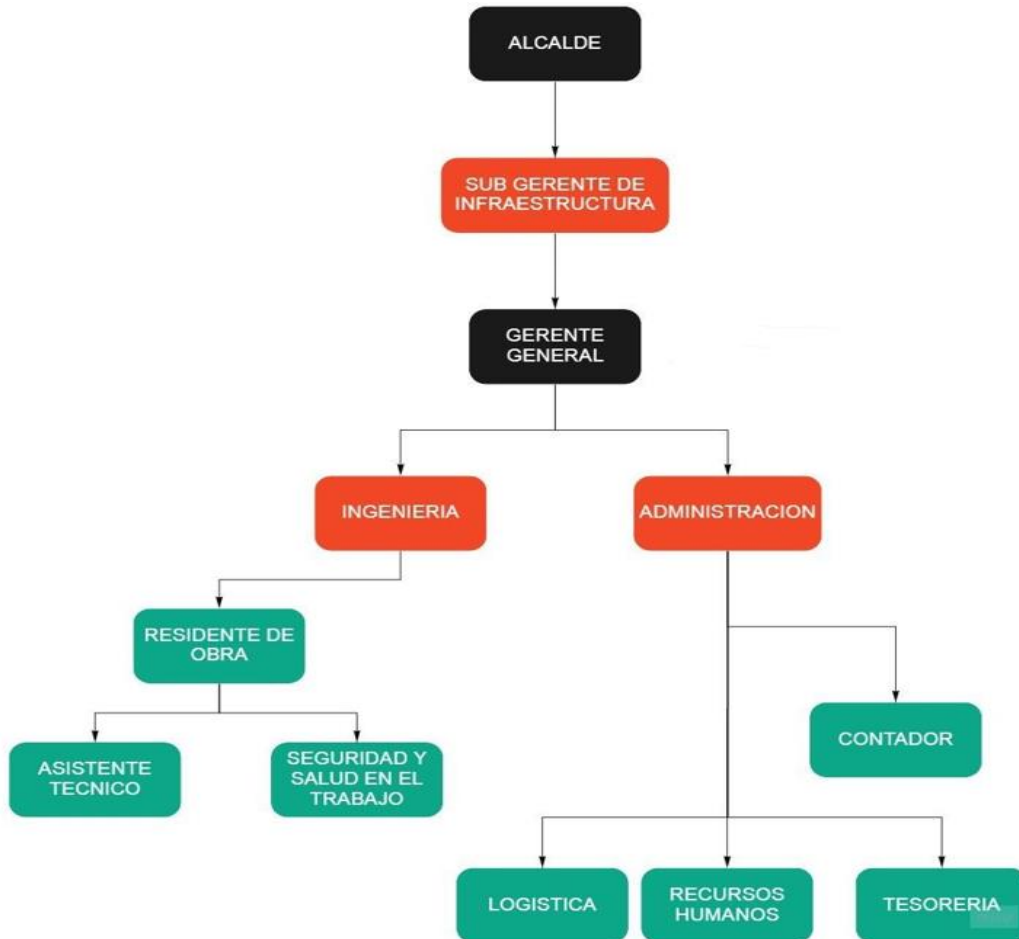 ALCALDE
SUB GERENTE DE
INFRAESTRUCTURA
GERENTE
GENERAL
INGENIERIA
ADMINISTRACION
RESIDENTE DE
OBRA
CONTADOR
ASISTENTE
TECNICO
SEGURIDAD Y
SALUD EN EL
TRABAJO
LOGISTICA
RECURSOS
HUMANOS
TESORERIA